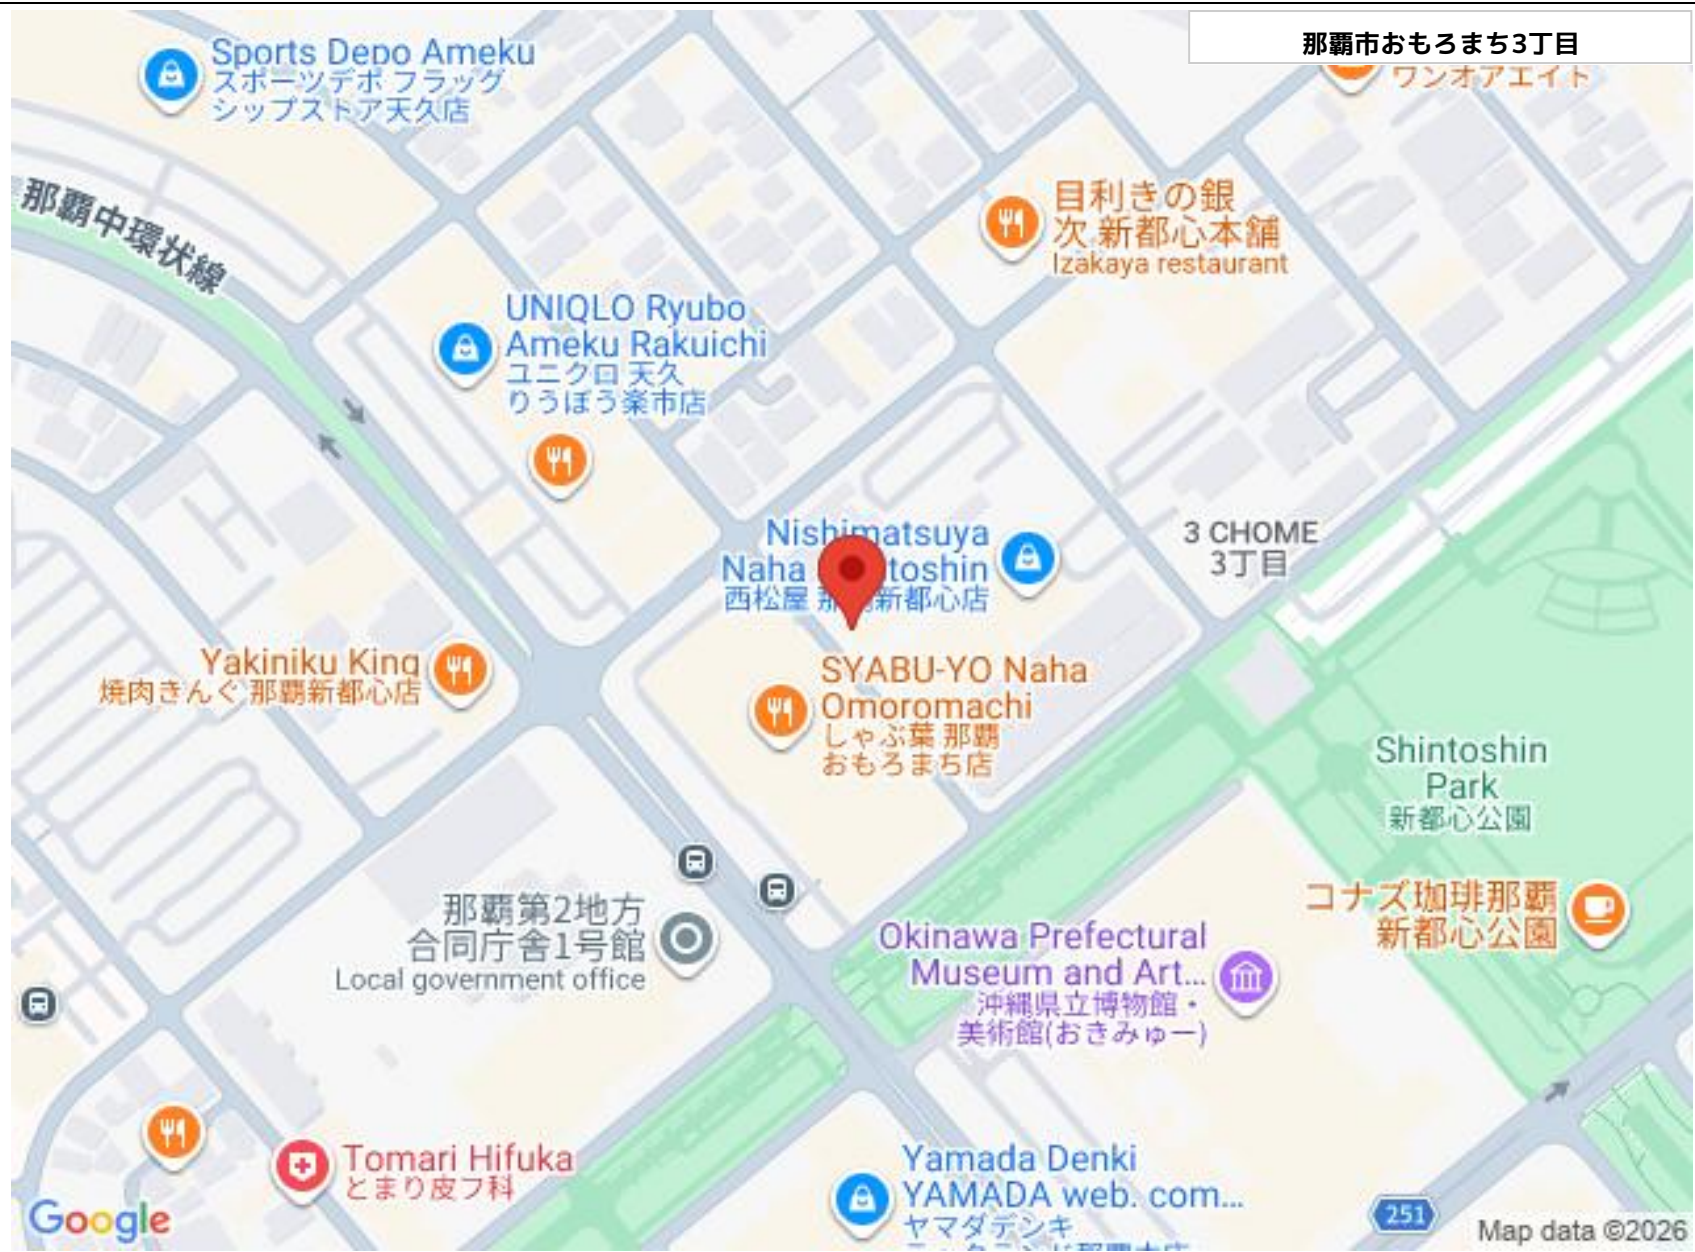 那覇市おもろまち3丁目
Sports Depo Ameku
スポーツデポ フラッグ
シップストア天久店
ワンオアエイト
那覇中環状線
目利きの銀
次 新都心本舗
Izakaya restaurant
UNIQLO Ryubo
Ameku Rakuichi
ユニクロ 天久
りうぼう楽市店
Nishimatsuya
Naha toshin
西松屋 新都心店
3 CHOME
3丁目
Yakiniku King
焼肉きんぐ 那覇新都心店
SYABU-YO Naha
Omoromachi
しゃぶ葉 那覇
おもろまち店
Shintoshin
Park
新都心公園
那覇第2地方
合同庁舎1号館
Local government office
コナズ珈琲那覇
新都心公園
Okinawa Prefectural
Museum and Art...
沖縄県立博物館・
美術館(おきみゅー)
Tomari Hifuka
とまり皮フ科
Yamada Denki
YAMADA web. com...
ヤマダデンキ
251
Google
Map data ©2026